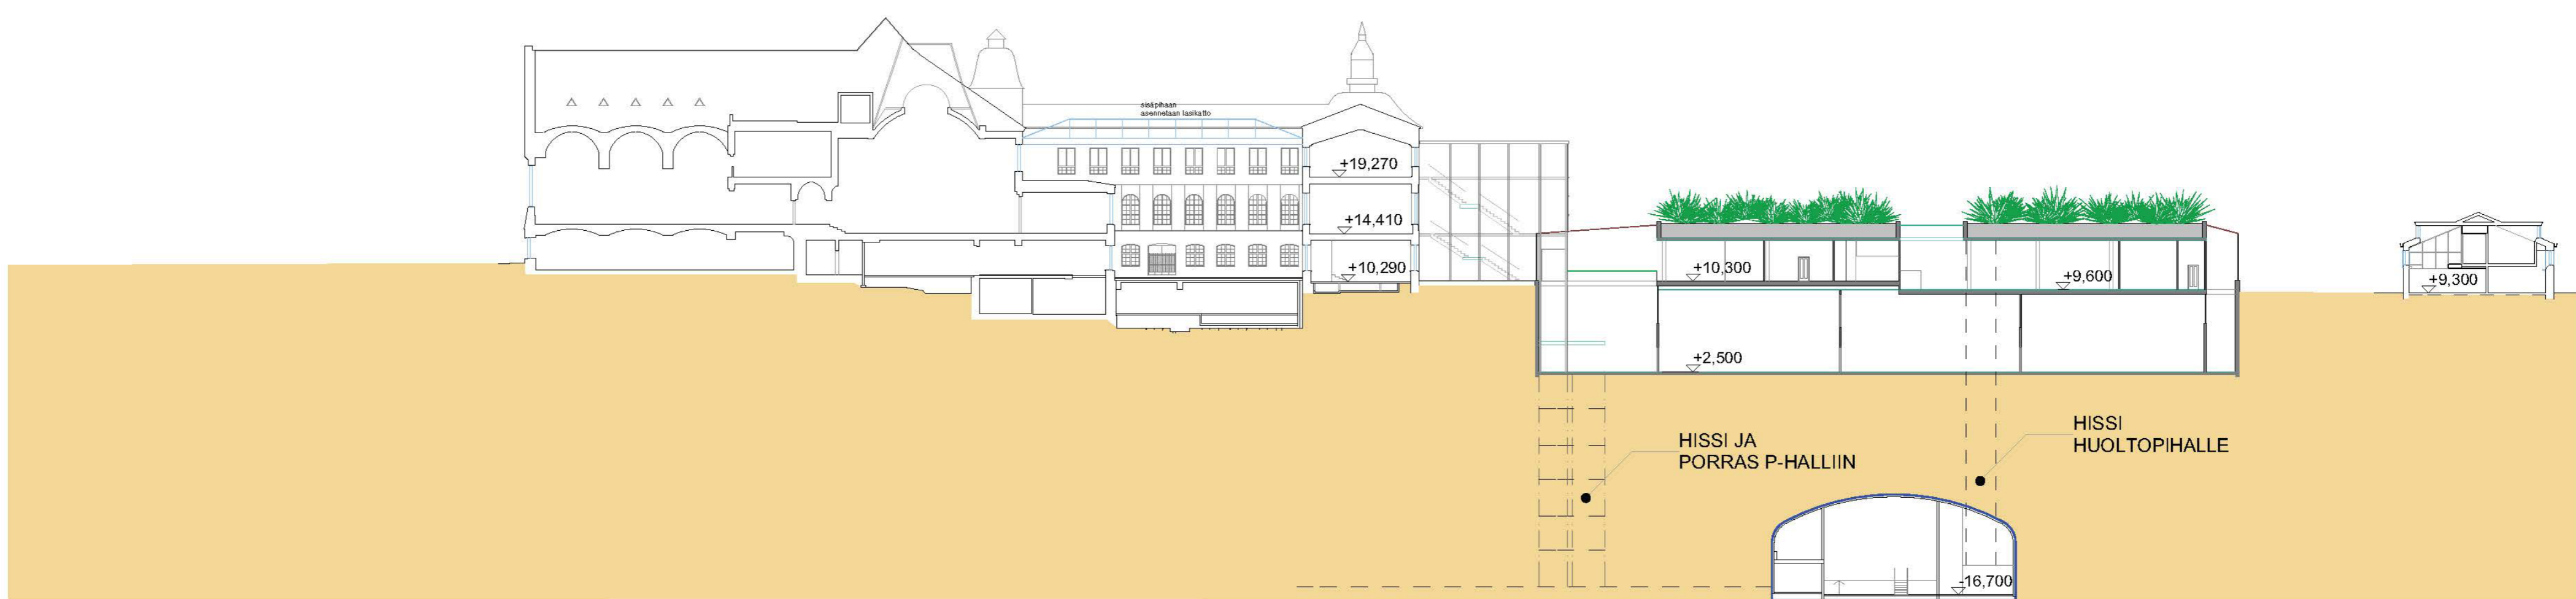 sisäpihaan
asennetaan lasikatto
+19,270
+14,410
+10,290
+10,300
+9,600
+9,300
+2,500
HISSI JA
PORRAS P-HALLIIN
HISSI
HUOLTOPIHALLE
-16,700